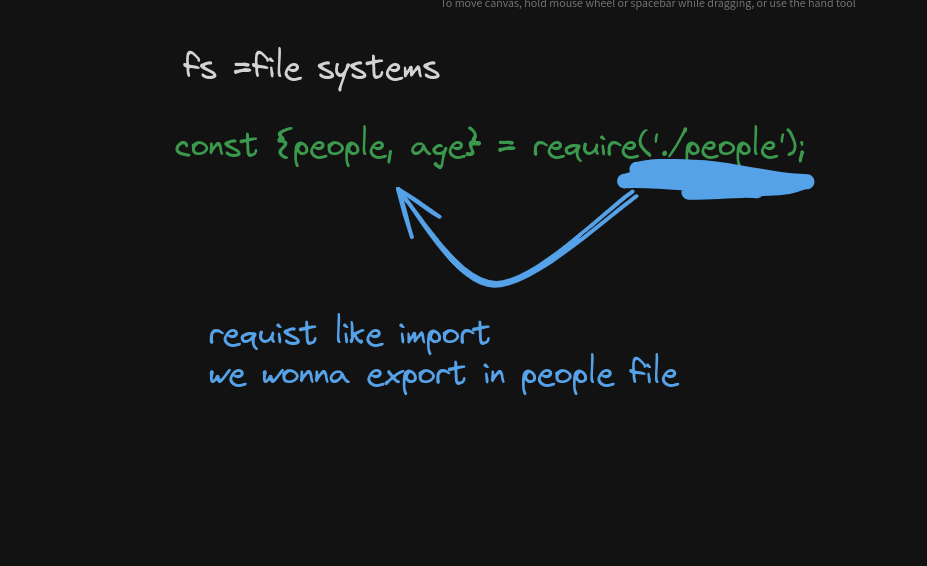 To move canvas, hold mouse wheel or spacebar while dragging, or use the hand tool
fs =file systems
const {people, age} = require('./people');
requist like import
we wonna export in people file